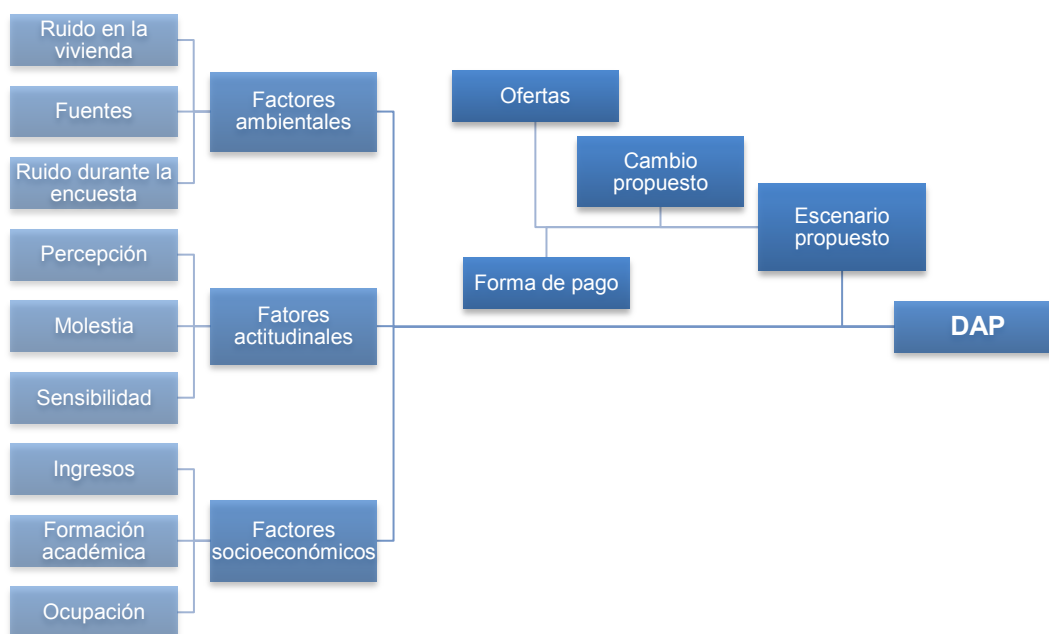 Ruido en la
vivienda
Fuentes
Ruido durante la
encuesta
Factores
ambientales
Percepción
Molestia
Sensibilidad
Fatores
actitudinales
Ingresos
Formación
académica
Ocupación
Factores
socioeconómicos
Ofertas
Cambio
propuesto
Forma de pago
Escenario
propuesto
DAP